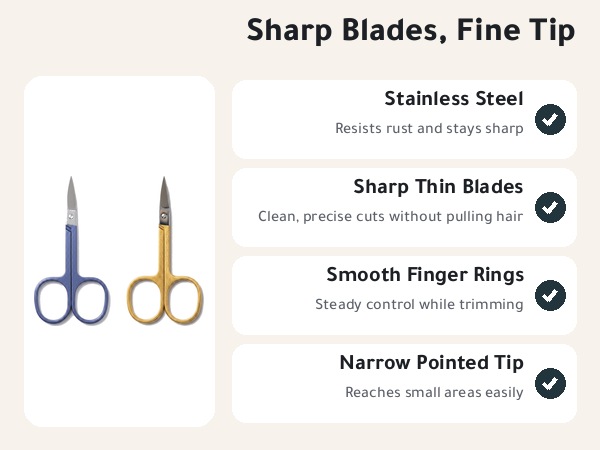 Sharp Blades, Fine Tip
Stainless Steel
Resists rust and stays sharp
Sharp Thin Blades
Clean, precise cuts without pulling hair
Smooth Finger Rings
Steady control while trimming
Narrow Pointed Tip
Reaches small areas easily